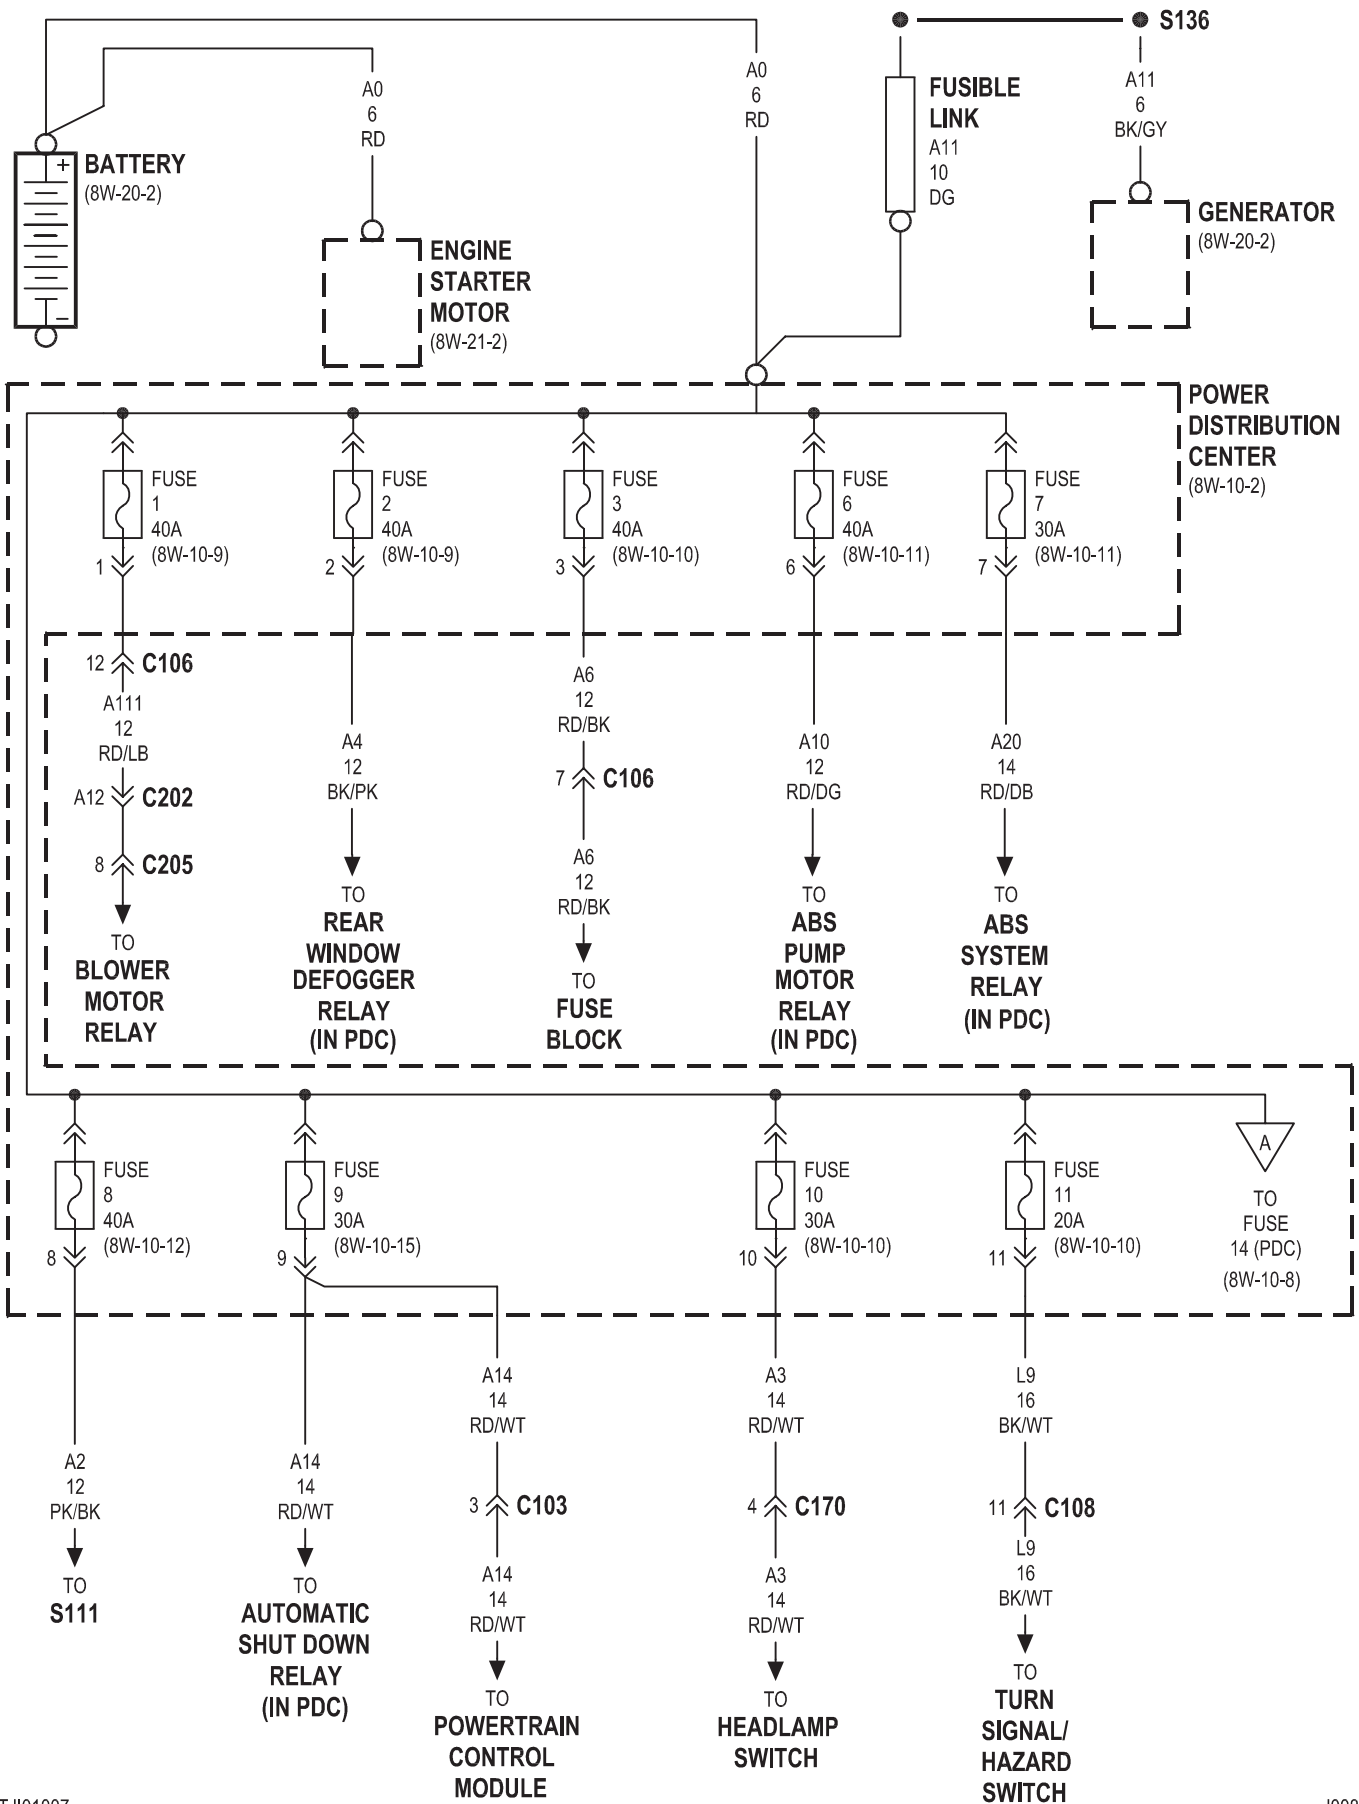 S136
A0
6
RD
A0
6
RD
FUSIBLE
LINK
A11
10
DG
A11
6
BK/GY
+
BATTERY
(8W-20-2)
−
ENGINE
STARTER
MOTOR
(8W-21-2)
GENERATOR
(8W-20-2)
POWER
DISTRIBUTION
CENTER
(8W-10-2)
FUSE
1
40A
(8W-10-9)
1
FUSE
2
40A
(8W-10-9)
2
FUSE
3
40A
(8W-10-10)
3
FUSE
6
40A
(8W-10-11)
6
FUSE
7
30A
(8W-10-11)
7
12 C106
A111
12
RD/LB
A12 C202
8 C205
TO
BLOWER
MOTOR
RELAY
A4
12
BK/PK
TO
REAR
WINDOW
DEFOGGER
RELAY
(IN PDC)
A6
12
RD/BK
7 C106
A6
12
RD/BK
TO
FUSE
BLOCK
A10
12
RD/DG
TO
ABS
PUMP
MOTOR
RELAY
(IN PDC)
A20
14
RD/DB
TO
ABS
SYSTEM
RELAY
(IN PDC)
FUSE
8
40A
(8W-10-12)
8
FUSE
9
30A
(8W-10-15)
9
FUSE
10
30A
(8W-10-10)
10
FUSE
11
20A
(8W-10-10)
11
A
TO
FUSE
14 (PDC)
(8W-10-8)
A2
12
PK/BK
TO
S111
A14
14
RD/WT
TO
AUTOMATIC
SHUT DOWN
RELAY
(IN PDC)
A14
14
RD/WT
3 C103
A14
14
RD/WT
TO
POWERTRAIN
CONTROL
MODULE
A3
14
RD/WT
4 C170
A3
14
RD/WT
TO
HEADLAMP
SWITCH
L9
16
BK/WT
11 C108
L9
16
BK/WT
TO
TURN
SIGNAL/
HAZARD
SWITCH